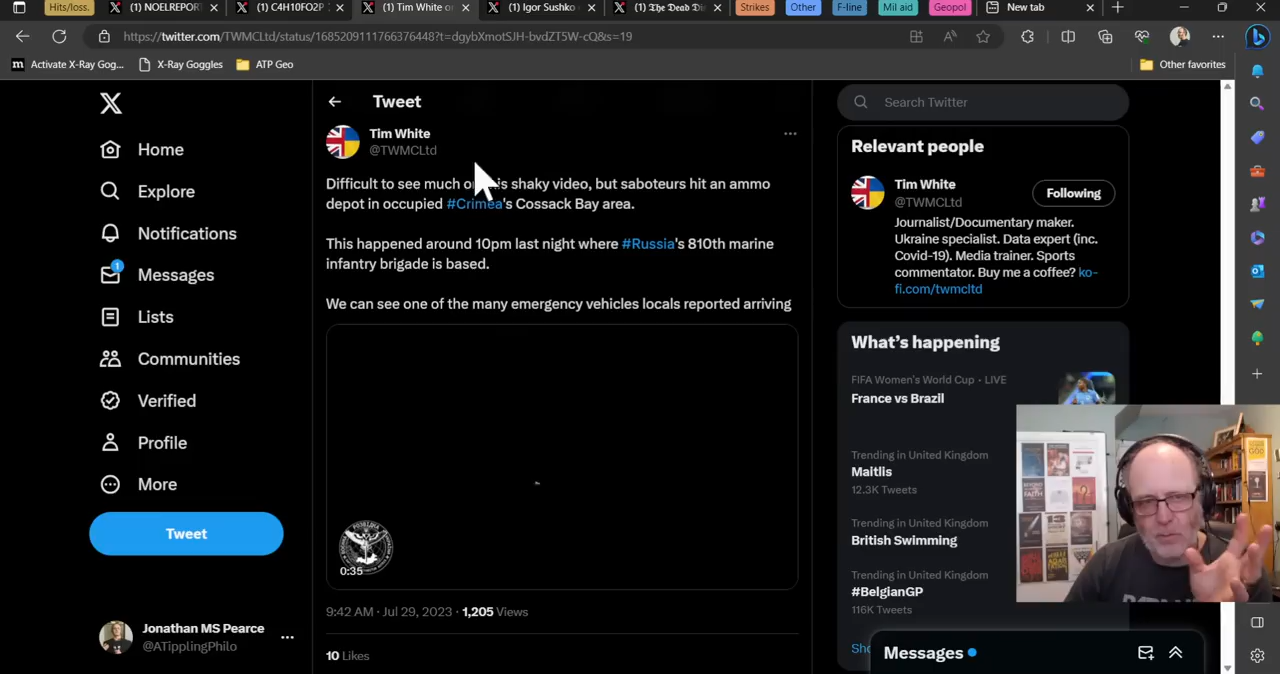 Hits/loss.
(1) NOELREPORT
(1) C4H10FO2P
(1) Tim White o
(1) Igor Sushko
(1) The Dead Di
Strikes
Other
F-line
Mil aid
Geopol
New tab
https://twitter.com/TWMCLtd/status/1685209111766376448?t=dgybXmotSJH-bvdZT5W-cQ&s=19
Activate X-Ray Gog...
X-Ray Goggles
ATP Geo
Other favorites
Tweet
Search Twitter
Home
Explore
Notifications
1
Messages
Lists
Communities
Verified
Profile
More
Tweet
Jonathan MS Pearce
@ATipplingPhilo
Tim White
@TWMCLtd
Difficult to see much shaky video, but saboteurs hit an ammo
depot in occupied #Crimea's Cossack Bay area.
This happened around 10pm last night where #Russia's 810th marine
infantry brigade is based.
We can see one of the many emergency vehicles locals reported arriving
0:35
9:42 AM · Jul 29, 2023 · 1,205 Views
10 Likes
Relevant people
Tim White
@TWMCLtd
Following
Journalist/Documentary maker.
Ukraine specialist. Data expert (inc.
Covid-19). Media trainer. Sports
commentator. Buy me a coffee? ko-
fi.com/twmcltd
What's happening
FIFA Women's World Cup · LIVE
France vs Brazil
Trending in United Kingdom
Maitlis
12.3K Tweets
Trending in United Kingdom
British Swimming
Trending in United Kingdom
#BelgianGP
116K Tweets
Messages